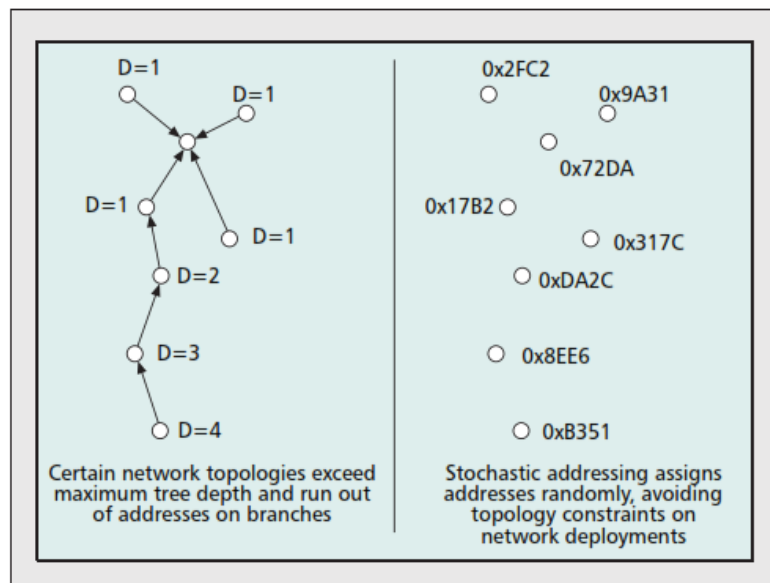 D=1
D=1
D=1
D=1
D=2
D=3
D=4
Certain network topologies exceed
maximum tree depth and run out
of addresses on branches
0x2FC2
0x9A31
0x72DA
0x17B2
0x317C
0xDA2C
0x8EE6
0xB351
Stochastic addressing assigns
addresses randomly, avoiding
topology constraints on
network deployments